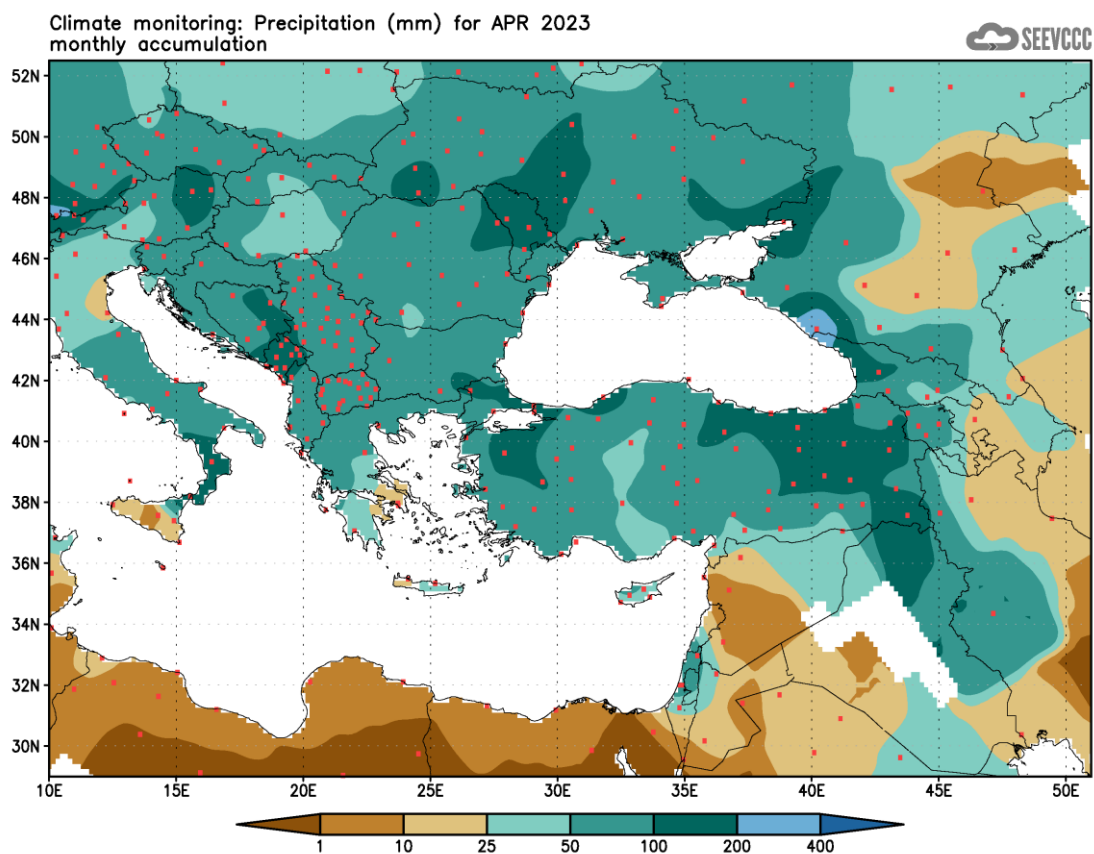 Climate monitoring: Precipitation (mm) for APR 2023
monthly accumulation
SEEVCCC
52N
50N
48N
46N
44N
42N
40N
38N
36N
34N
32N
30N
10E 15E 20E 25E 30E 35E 40E 45E 50E
1 10 25 50 100 200 400